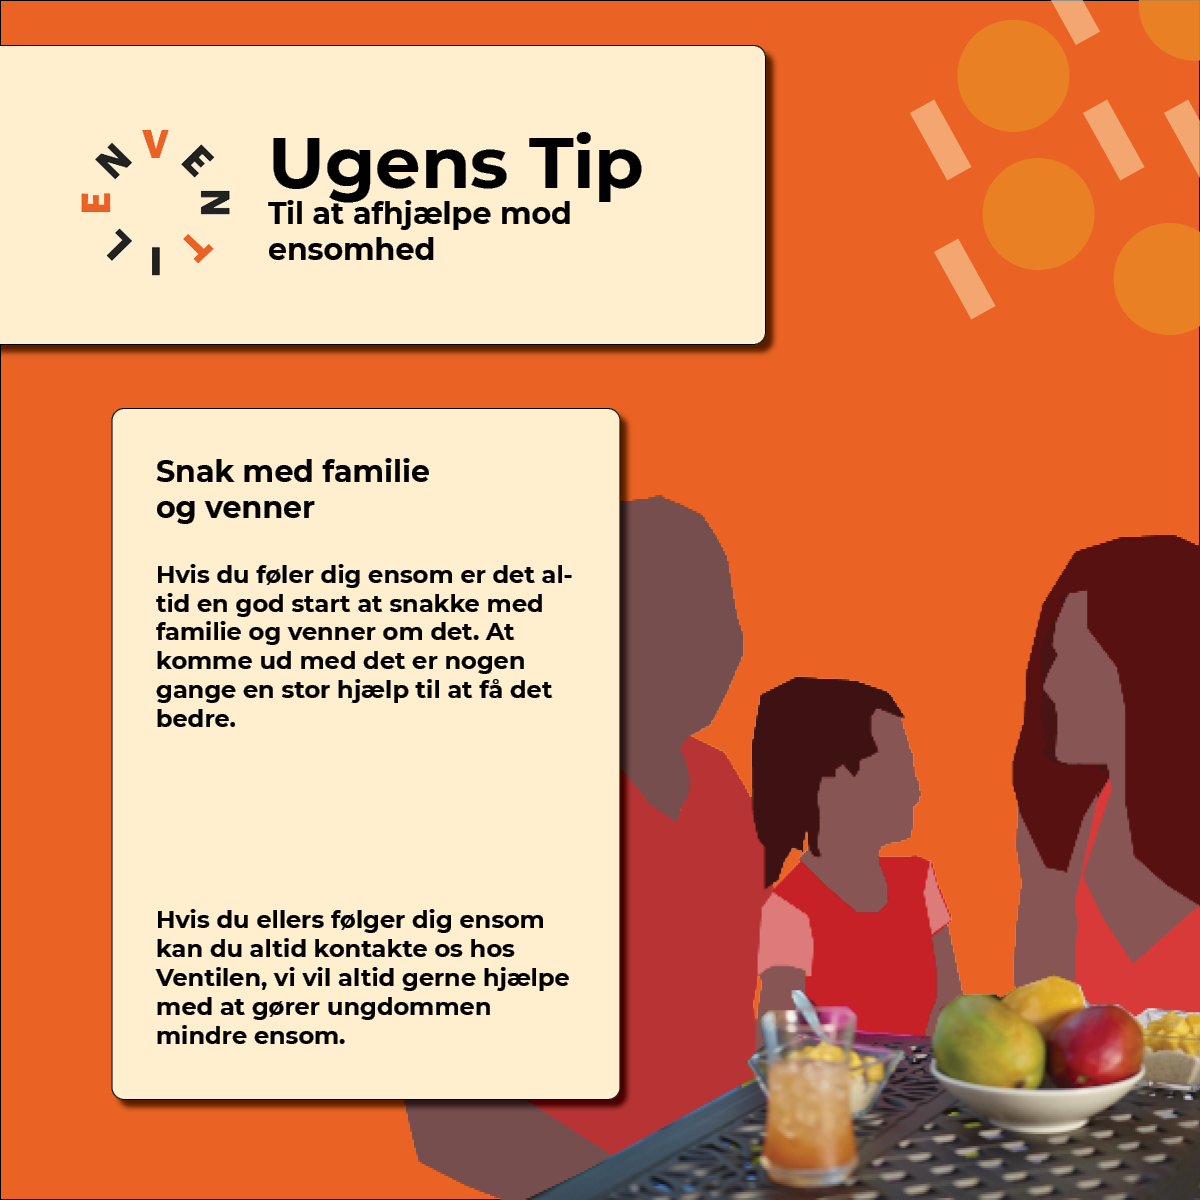 VENTILEN
Ugens Tip
Til at afhjælpe mod
ensomhed
Snak med familie
og venner
Hvis du føler dig ensom er det al-
tid en god start at snakke med
familie og venner om det. At
komme ud med det er nogen
gange en stor hjælp til at få det
bedre.
Hvis du ellers følger dig ensom
kan du altid kontakte os hos
Ventilen, vi vil altid gerne hjælpe
med at gører ungdommen
mindre ensom.